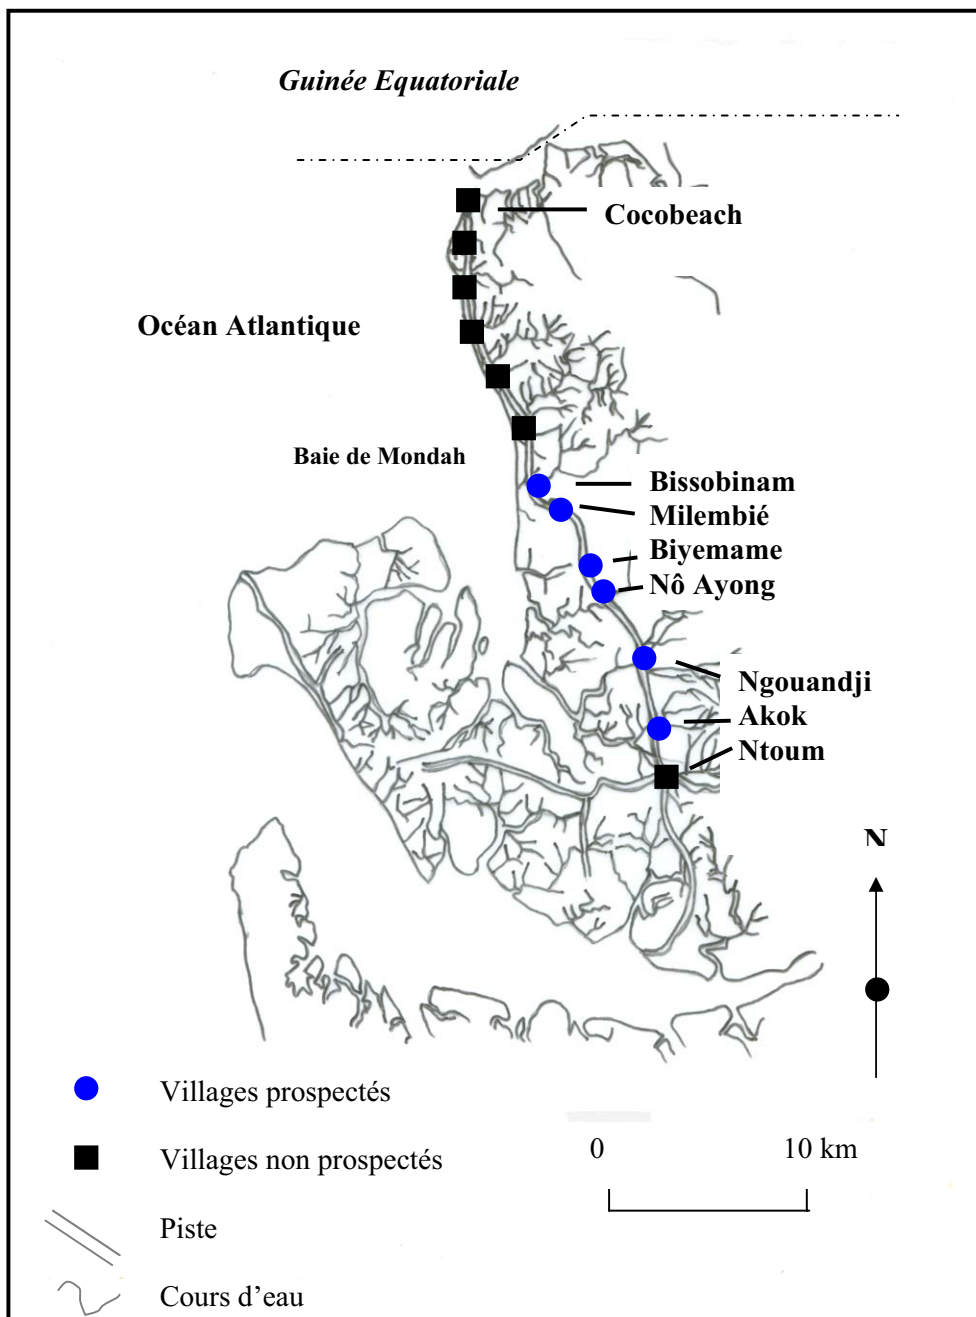 Guinée Equatoriale
Cocobeach
Océan Atlantique
Baie de Mondah
Bissobinam
Milembié
Biyemame
Nô Ayong
Ngouandji
Akok
Ntoum
N
Villages prospectés
Villages non prospectés
0 10 km
Piste
Cours d'eau